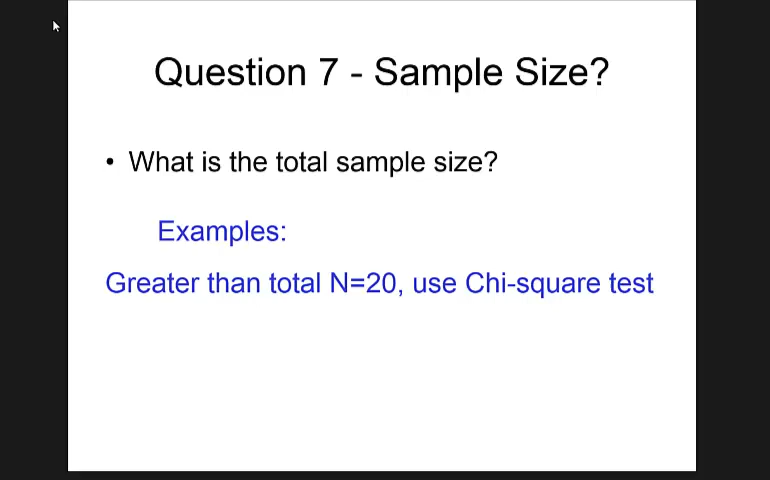 Question 7 - Sample Size?
• What is the total sample size?
Examples:
Greater than total N=20, use Chi-square test